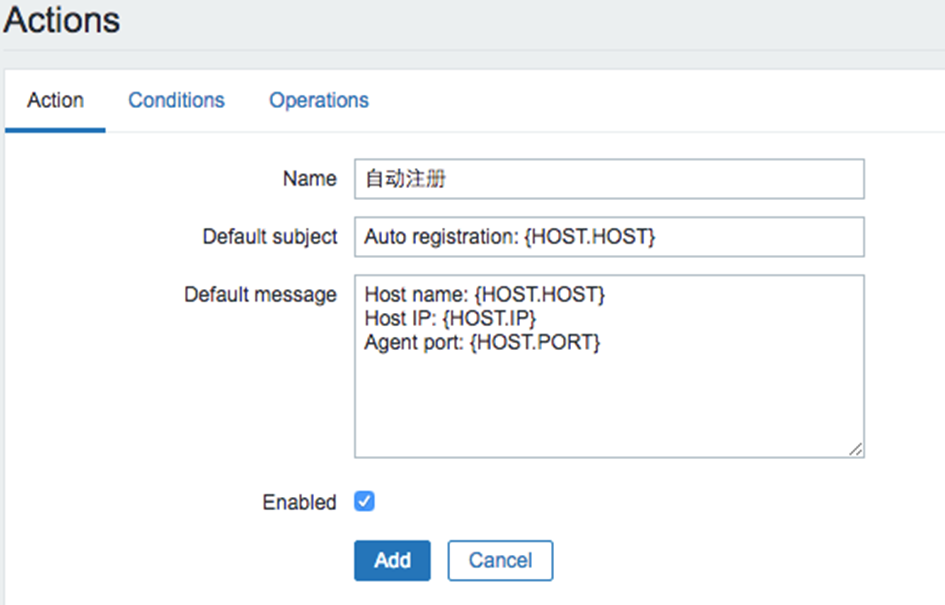 Actions
Action Conditions Operations
Name 自动注册
Default subject Auto registration: {HOST.HOST}
Default message Host name: {HOST.HOST}
Host IP: {HOST.IP}
Agent port: {HOST.PORT}
Enabled
Add Cancel